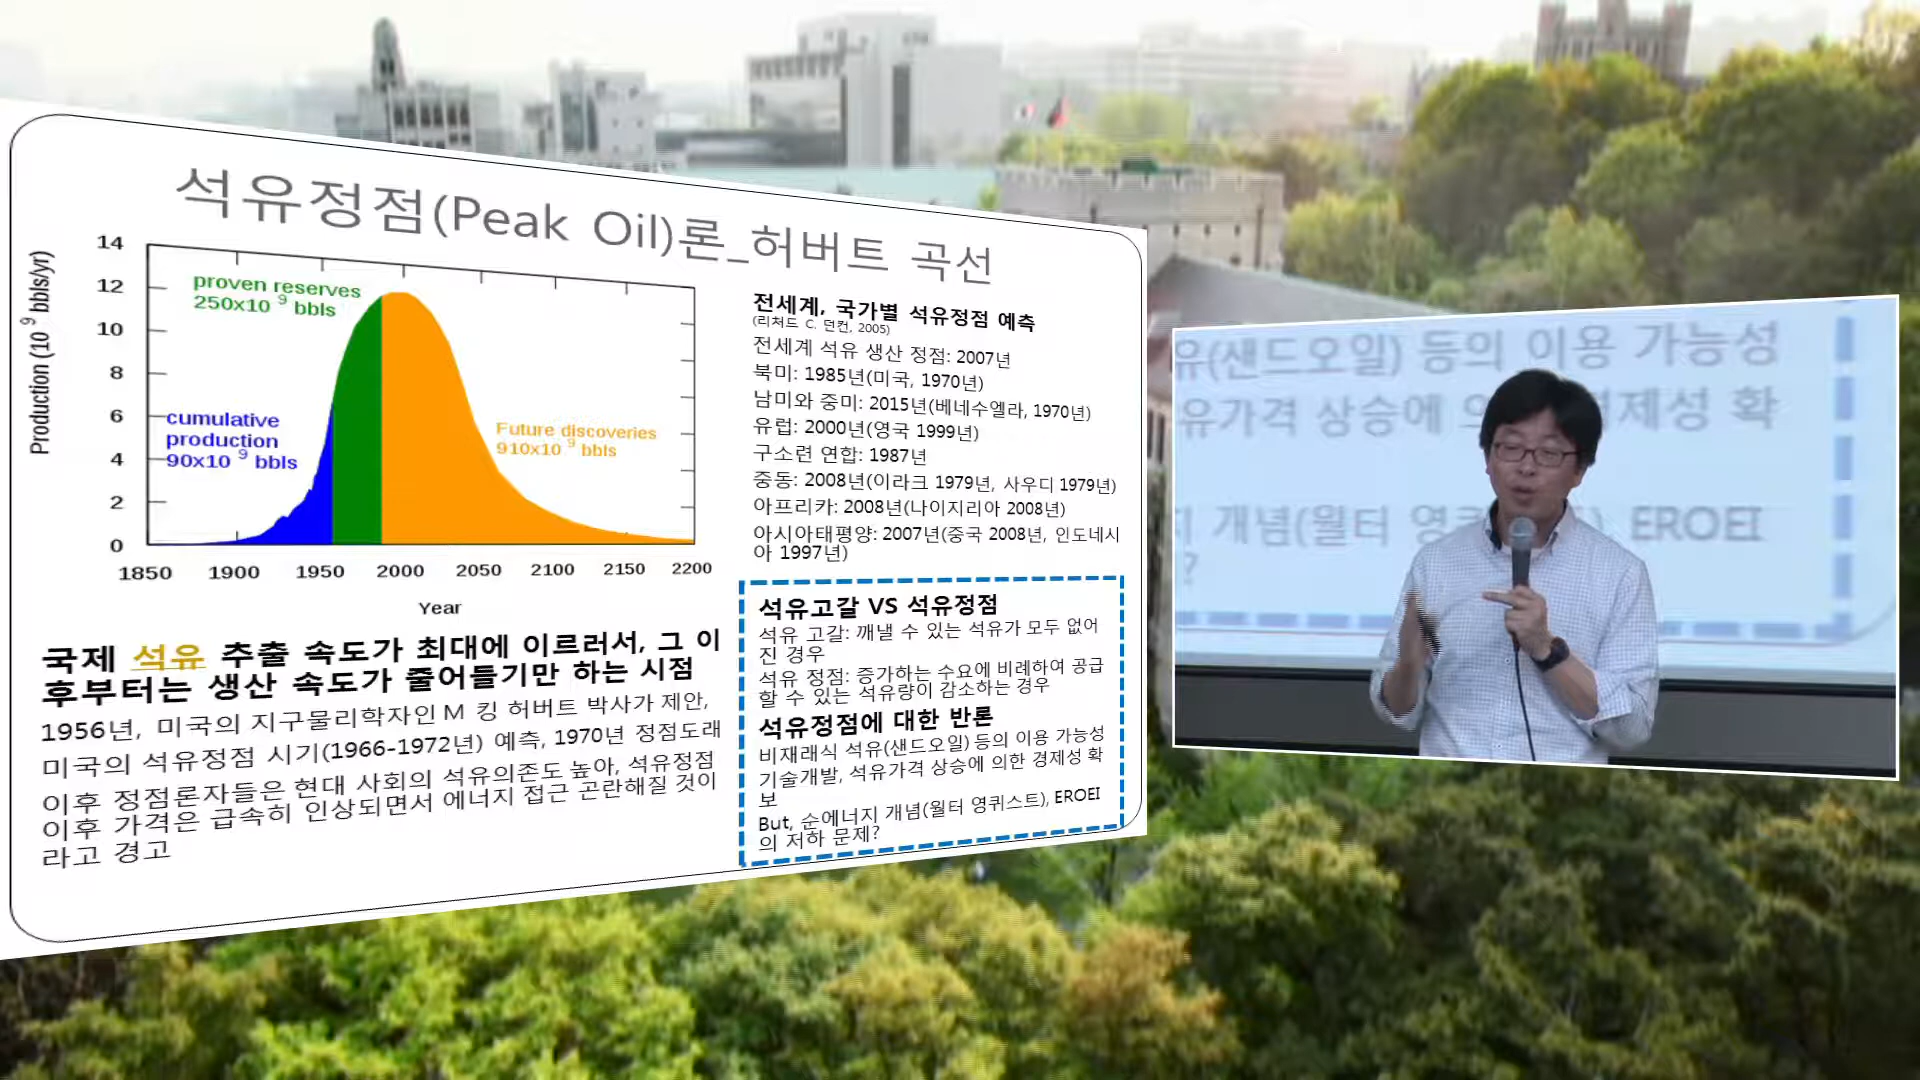 석유정점(Peak Oil)론_허버트 곡선
Production (10⁹ bbls/yr)
14
12
10
8
6
4
2
0
proven reserves
250x10⁹ bbls
cumulative
production
90x10⁹ bbls
Future discoveries
910x10⁹ bbls
1850 1900 1950 2000 2050 2100 2150 2200
Year
국제 석유 추출 속도가 최대에 이르러서, 그 이
후부터는 생산 속도가 줄어들기만 하는 시점
1956년, 미국의 지구물리학자인 M 킹 허버트 박사가 제안,
미국의 석유정점 시기(1966-1972년) 예측, 1970년 정점도래
이후 정점론자들은 현대 사회의 석유의존도 높아, 석유정점
이후 가격은 급속히 인상되면서 에너지 접근 곤란해질 것이
라고 경고
전세계, 국가별 석유정점 예측
(리처드 C. 던컨, 2005)
전세계 석유 생산 정점: 2007년
북미: 1985년(미국, 1970년)
남미와 중미: 2015년(베네수엘라, 1970년)
유럽: 2000년(영국 1999년)
구소련 연합: 1987년
중동: 2008년(이라크 1979년, 사우디 1979년)
아프리카: 2008년(나이지리아 2008년)
아시아태평양: 2007년(중국 2008년, 인도네시
아 1997년)
석유고갈 VS 석유정점
석유 고갈: 깨낼 수 있는 석유가 모두 없어
진 경우
석유 정점: 증가하는 수요에 비례하여 공급
할 수 있는 석유량이 감소하는 경우
석유정점에 대한 반론
비재래식 석유(샌드오일) 등의 이용 가능성
기술개발, 석유가격 상승에 의한 경제성 확
보
But, 순에너지 개념(월터 영퀴스트), EROEI
의 저하 문제?
유(샌드오일) 등의 이용 가능성
유가격 상승에 경제성 확
개념(월터 영 EROEI
?